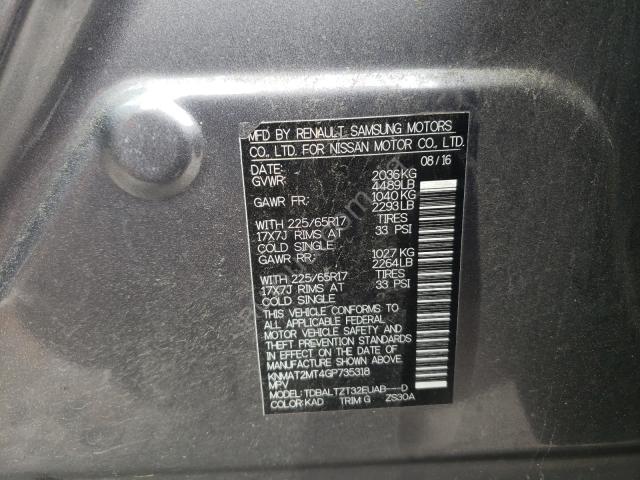 MFD BY RENAULT SAMSUNG MOTORS
CO., LTD. FOR NISSAN MOTOR CO., LTD.
DATE: 08/16
GVWR: 2036KG
4489LB
GAWR FR: 1040 KG
2293LB
WITH 225/65R17 TIRES
17X7J RIMS AT 33 PSI
COLD SINGLE
GAWR RR: 1027 KG
2264LB
WITH 225/65R17 TIRES
17X7J RIMS AT 33 PSI
COLD SINGLE
THIS VEHICLE CONFORMS TO
ALL APPLICABLE FEDERAL
MOTOR VEHICLE SAFETY AND
THEFT PREVENTION STANDARDS
IN EFFECT ON THE DATE OF
MANUFACTURE SHOWN ABOVE.
KNMAT2MT4GP735318
MPV
MODEL: TDBALTZT32EUAB---D
COLOR: KAD TRIM G ZS30A